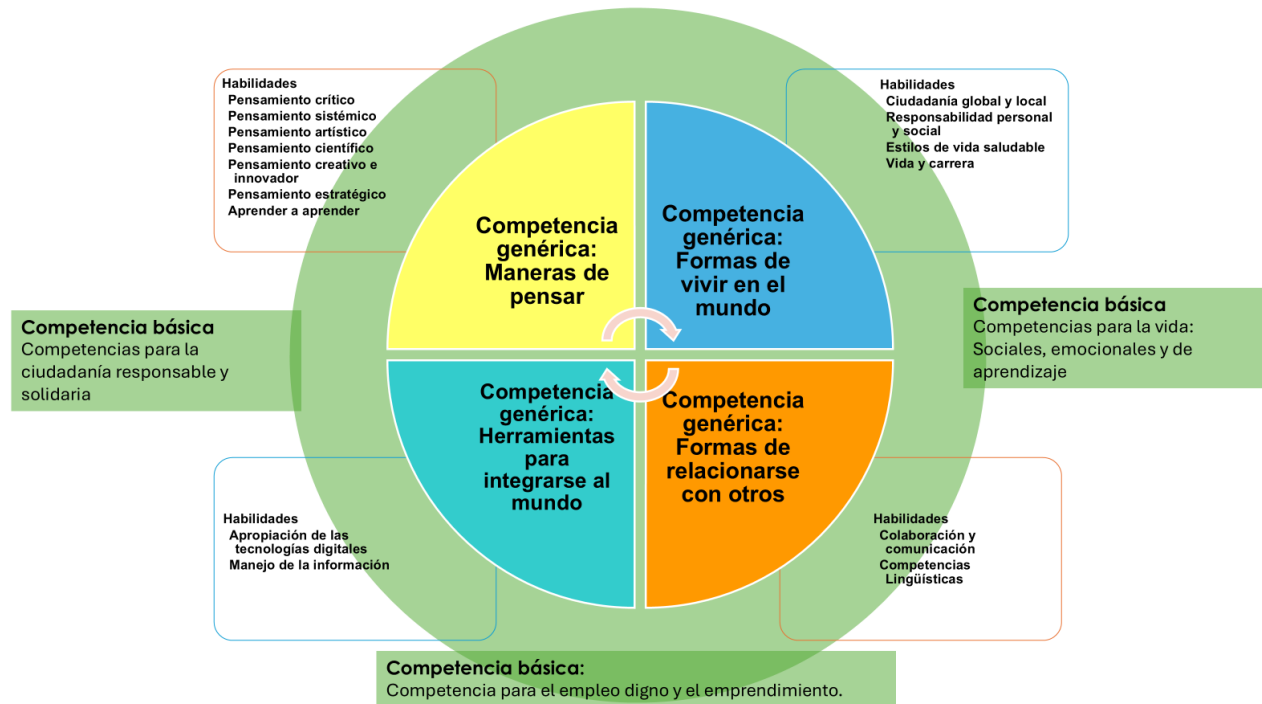 Habilidades
Pensamiento crítico
Pensamiento sistémico
Pensamiento artístico
Pensamiento científico
Pensamiento creativo e
innovador
Pensamiento estratégico
Aprender a aprender
Habilidades
Ciudadanía global y local
Responsabilidad personal
y social
Estilos de vida saludable
Vida y carrera
Competencia
genérica:
Maneras de
pensar
Competencia
genérica:
Formas de
vivir en el
mundo
Competencia básica
Competencias para la
ciudadanía responsable y
solidaria
Competencia básica
Competencias para la vida:
Sociales, emocionales y de
aprendizaje
Competencia
genérica:
Herramientas
para
integrarse al
mundo
Competencia
genérica:
Formas de
relacionarse
con otros
Habilidades
Apropiación de las
tecnologías digitales
Manejo de la información
Habilidades
Colaboración y
comunicación
Competencias
Lingüísticas
Competencia básica:
Competencia para el empleo digno y el emprendimiento.